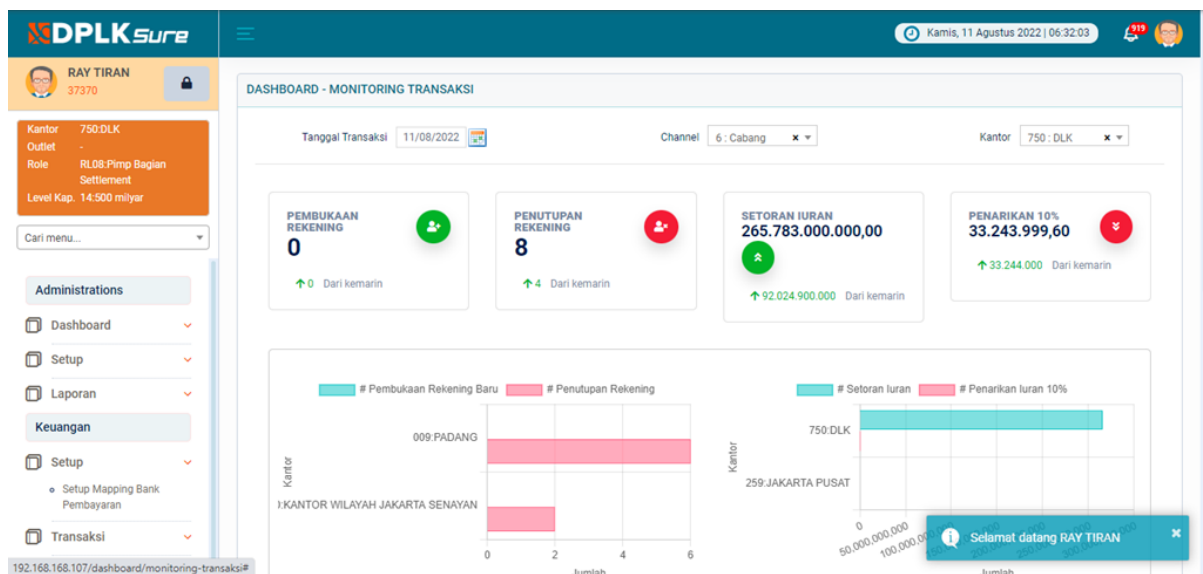 DPLKSure
Kamis, 11 Agustus 2022 | 06:32:03
919
RAY TIRAN
37370
Kantor 750:DLK
Outlet -
Role RL08:Pimp Bagian
Settlement
Level Kap. 14:500 milyar
Cari menu...
Administrations
Dashboard
Setup
Laporan
Keuangan
Setup
Setup Mapping Bank
Pembayaran
Transaksi
192.168.168.107/dashboard/monitoring-transaksi#
DASHBOARD - MONITORING TRANSAKSI
Tanggal Transaksi 11/08/2022 Channel 6 : Cabang x Kantor 750 : DLK x
PEMBUKAAN
REKENING
0
0 Dari kemarin
PENUTUPAN
REKENING
8
4 Dari kemarin
SETORAN IURAN
265.783.000.000,00
92.024.900.000 Dari kemarin
PENARIKAN 10%
33.243.999,60
33.244.000 Dari kemarin
# Pembukaan Rekening Baru # Penutupan Rekening
009:PADANG
Kantor
:KANTOR WILAYAH JAKARTA SENAYAN
0 2 4 6
Jumlah
# Setoran Iuran # Penarikan Iuran 10%
750:DLK
Kantor
259:JAKARTA PUSAT
0
50,000,000,000
Jumlah
Selamat datang RAY TIRAN ×